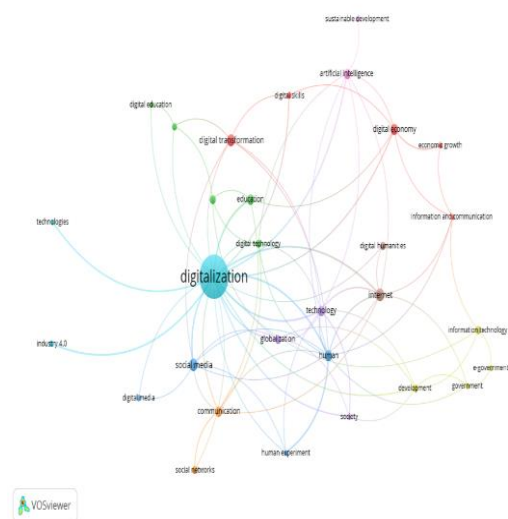 sustainable development
artificial intelligence
digital skills
digital education
digital economy
digital transformation
economic growth
education
information and communication
technologies
digital technology
digital humanities
digitalization
internet
technology
information technology
globalization
human
industry 4.0
social media
e-government
government
development
digital media
communication
society
human experiment
social networks
VOSviewer